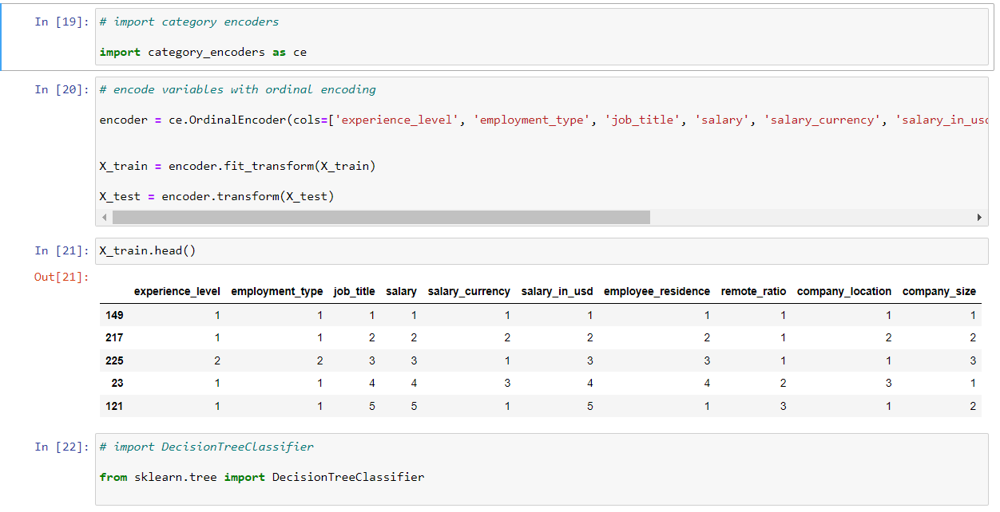 In [19]: # import category encoders
import category_encoders as ce
In [20]: # encode variables with ordinal encoding
encoder = ce.OrdinalEncoder(cols=['experience_level', 'employment_type', 'job_title', 'salary', 'salary_currency', 'salary_in_usd
X_train = encoder.fit_transform(X_train)
X_test = encoder.transform(X_test)
In [21]: X_train.head()
Out[21]:
experience_level employment_type job_title salary salary_currency salary_in_usd employee_residence remote_ratio company_location company_size
149 1 1 1 1 1 1 1 1 1 1
217 1 1 2 2 2 2 2 1 2 2
225 2 2 3 3 1 3 3 1 1 3
23 1 1 4 4 3 4 4 2 3 1
121 1 1 5 5 1 5 1 3 1 2
In [22]: # import DecisionTreeClassifier
from sklearn.tree import DecisionTreeClassifier